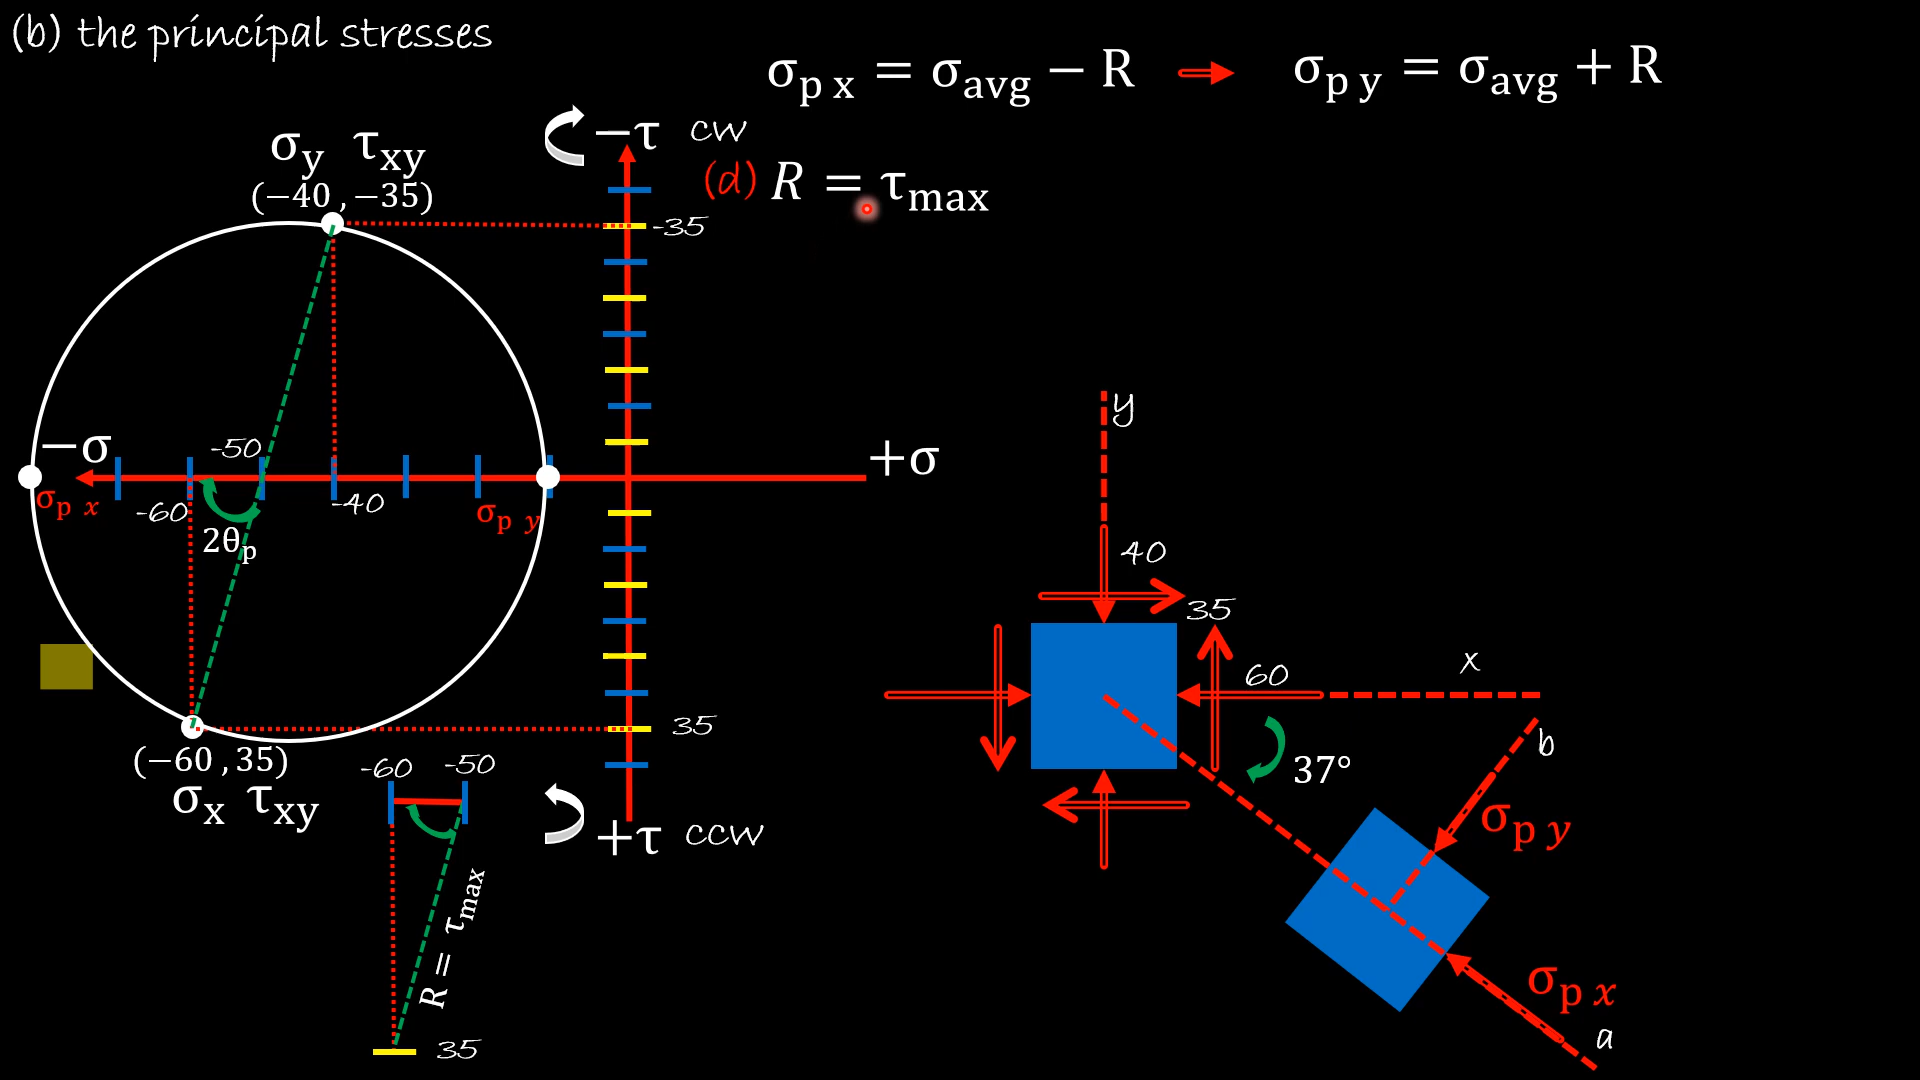 (b) the principal stresses
σp x = σavg − R → σp y = σavg + R
−τ cw
σy τxy
(−40 , −35)
(d) R = τmax
-35
−σ
-50
+σ
σp x
-60
-40
σp y
2θp
y
40
35
60
x
35
b
37°
(−60 , 35)
-60
-50
σx τxy
+τ ccw
σp y
R = τmax
σp x
a
35